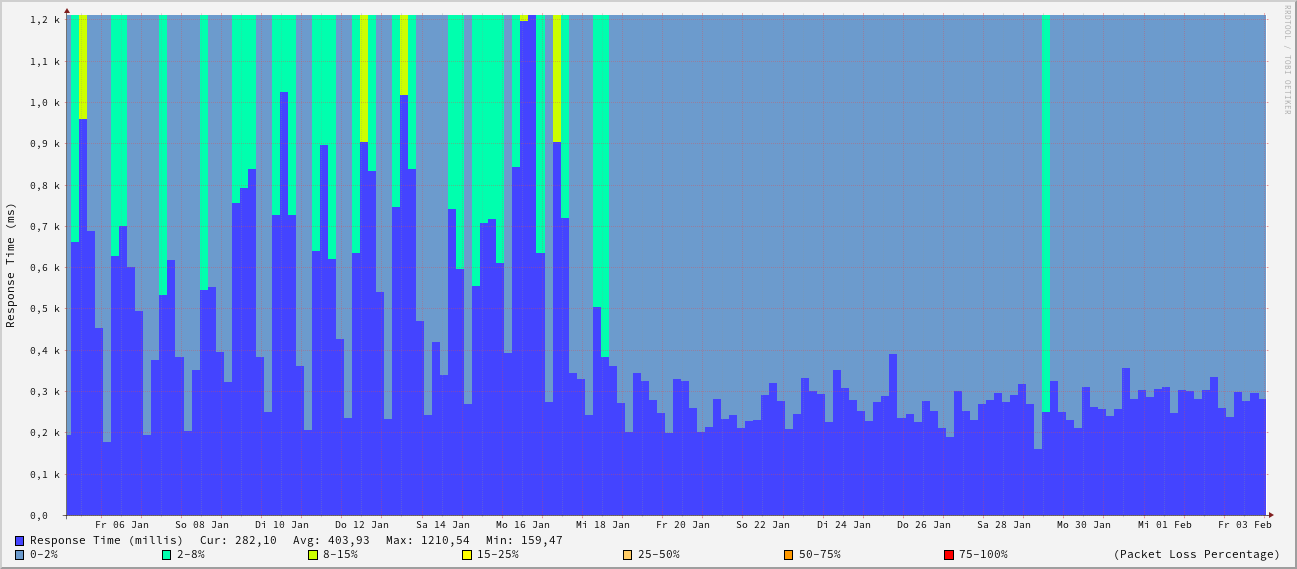 1,2 k
1,1 k
1,0 k
0,9 k
0,8 k
0,7 k
0,6 k
0,5 k
0,4 k
0,3 k
0,2 k
0,1 k
0,0
Response Time (ms)
RRDTOOL / TOBI OETIKER
Fr 06 Jan So 08 Jan Di 10 Jan Do 12 Jan Sa 14 Jan Mo 16 Jan Mi 18 Jan Fr 20 Jan So 22 Jan Di 24 Jan Do 26 Jan Sa 28 Jan Mo 30 Jan Mi 01 Feb Fr 03 Feb
Response Time (millis) Cur: 282,10 Avg: 403,93 Max: 1210,54 Min: 159,47
0-2% 2-8% 8-15% 15-25% 25-50% 50-75% 75-100% (Packet Loss Percentage)